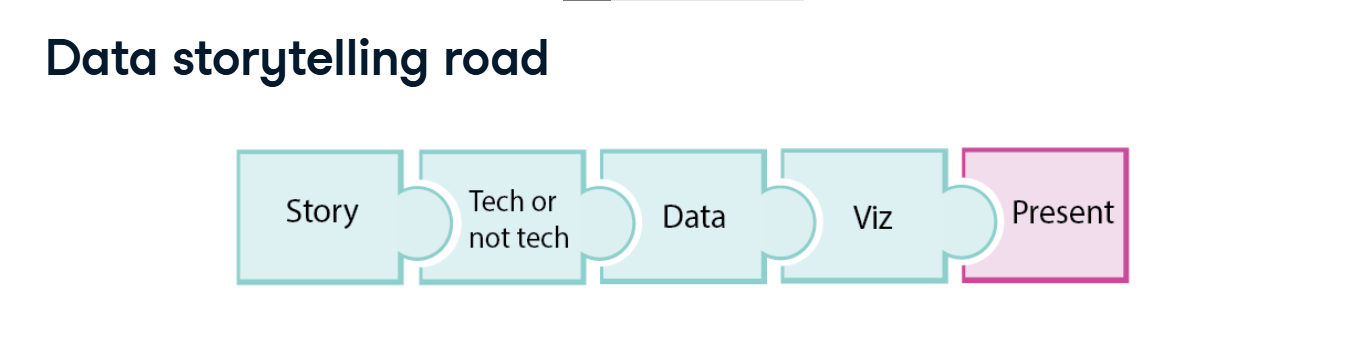 Data storytelling road
Story
Tech or
not tech
Data
Viz
Present